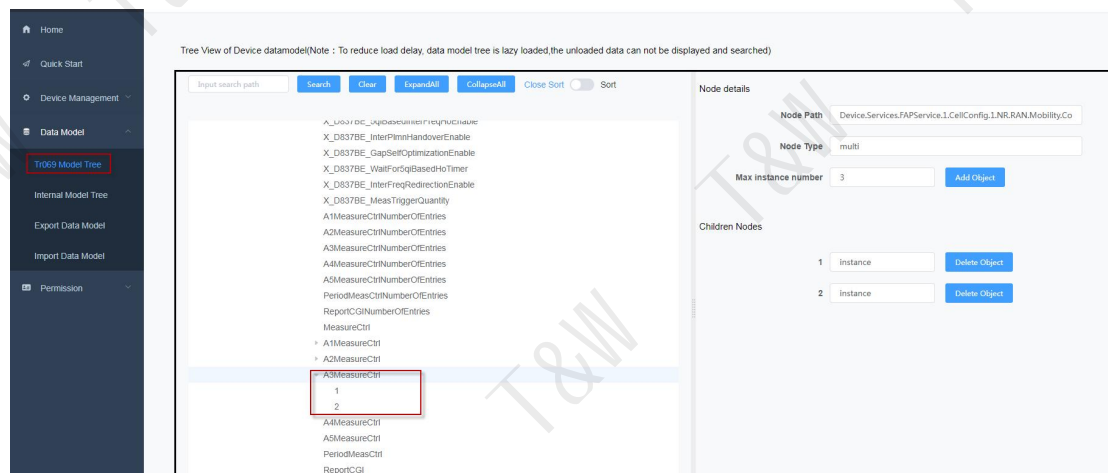 Home
Quick Start
Device Management
Data Model
Tr069 Model Tree
Internal Model Tree
Export Data Model
Import Data Model
Permission
Tree View of Device datamodel(Note : To reduce load delay, data model tree is lazy loaded,the unloaded data can not be displayed and searched)
Input search path Search Clear ExpandAll CollapseAll Close Sort Sort
X_D837BE_5qiBasedInterFreqHoEnable
X_D837BE_InterPlmnHandoverEnable
X_D837BE_GapSelfOptimizationEnable
X_D837BE_WaitFor5qiBasedHoTimer
X_D837BE_InterFreqRedirectionEnable
X_D837BE_MeasTriggerQuantity
A1MeasureCtrlNumberOfEntries
A2MeasureCtrlNumberOfEntries
A3MeasureCtrlNumberOfEntries
A4MeasureCtrlNumberOfEntries
A5MeasureCtrlNumberOfEntries
PeriodMeasCtrlNumberOfEntries
ReportCGINumberOfEntries
MeasureCtrl
A1MeasureCtrl
A2MeasureCtrl
A3MeasureCtrl
1
2
A4MeasureCtrl
A5MeasureCtrl
PeriodMeasCtrl
ReportCGI
Node details
Node Path Device.Services.FAPService.1.CellConfig.1.NR.RAN.Mobility.Co
Node Type multi
Max instance number 3 Add Object
Children Nodes
1 instance Delete Object
2 instance Delete Object
T&W
T&W
T&W